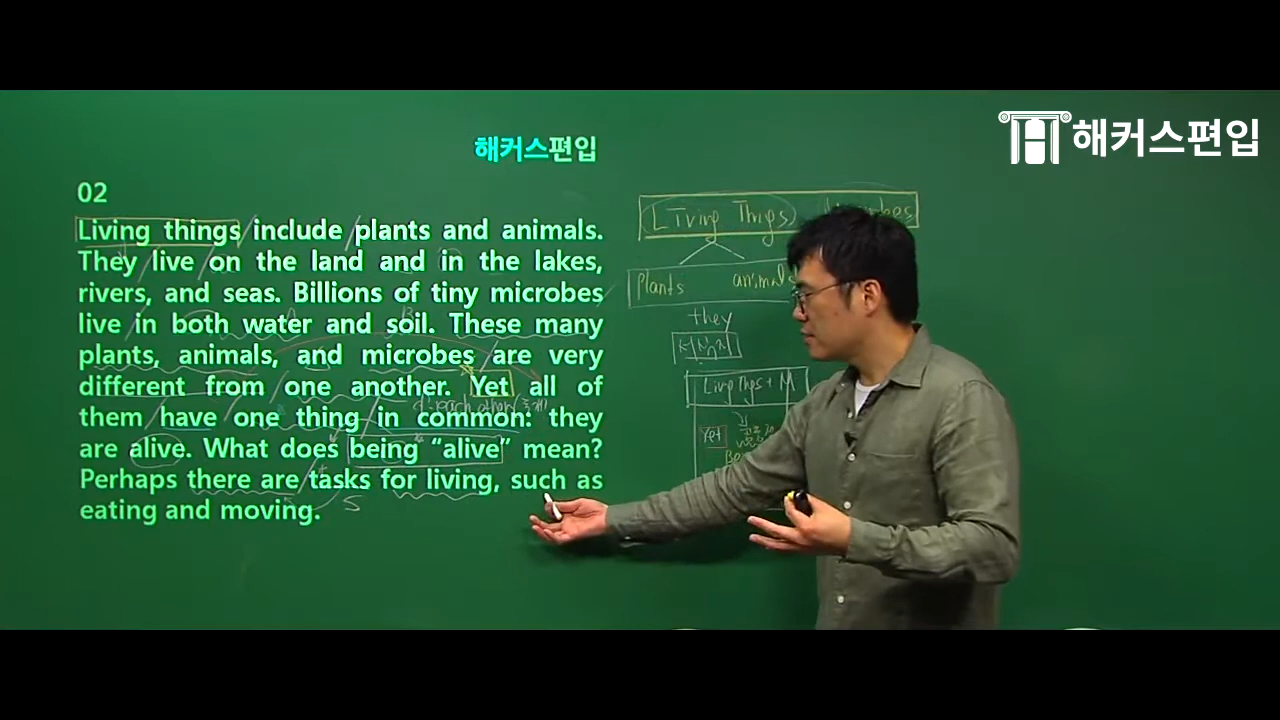 해커스편입
해커스편입
02
Living things include plants and animals.
They live on the land and in the lakes,
rivers, and seas. Billions of tiny microbes
live in both water and soil. These many
plants, animals, and microbes are very
different from one another. Yet all of
them have one thing in common: they
are alive. What does being “alive” mean?
Perhaps there are tasks for living, such as
eating and moving.
Living Things
Plants animals
they
Yet